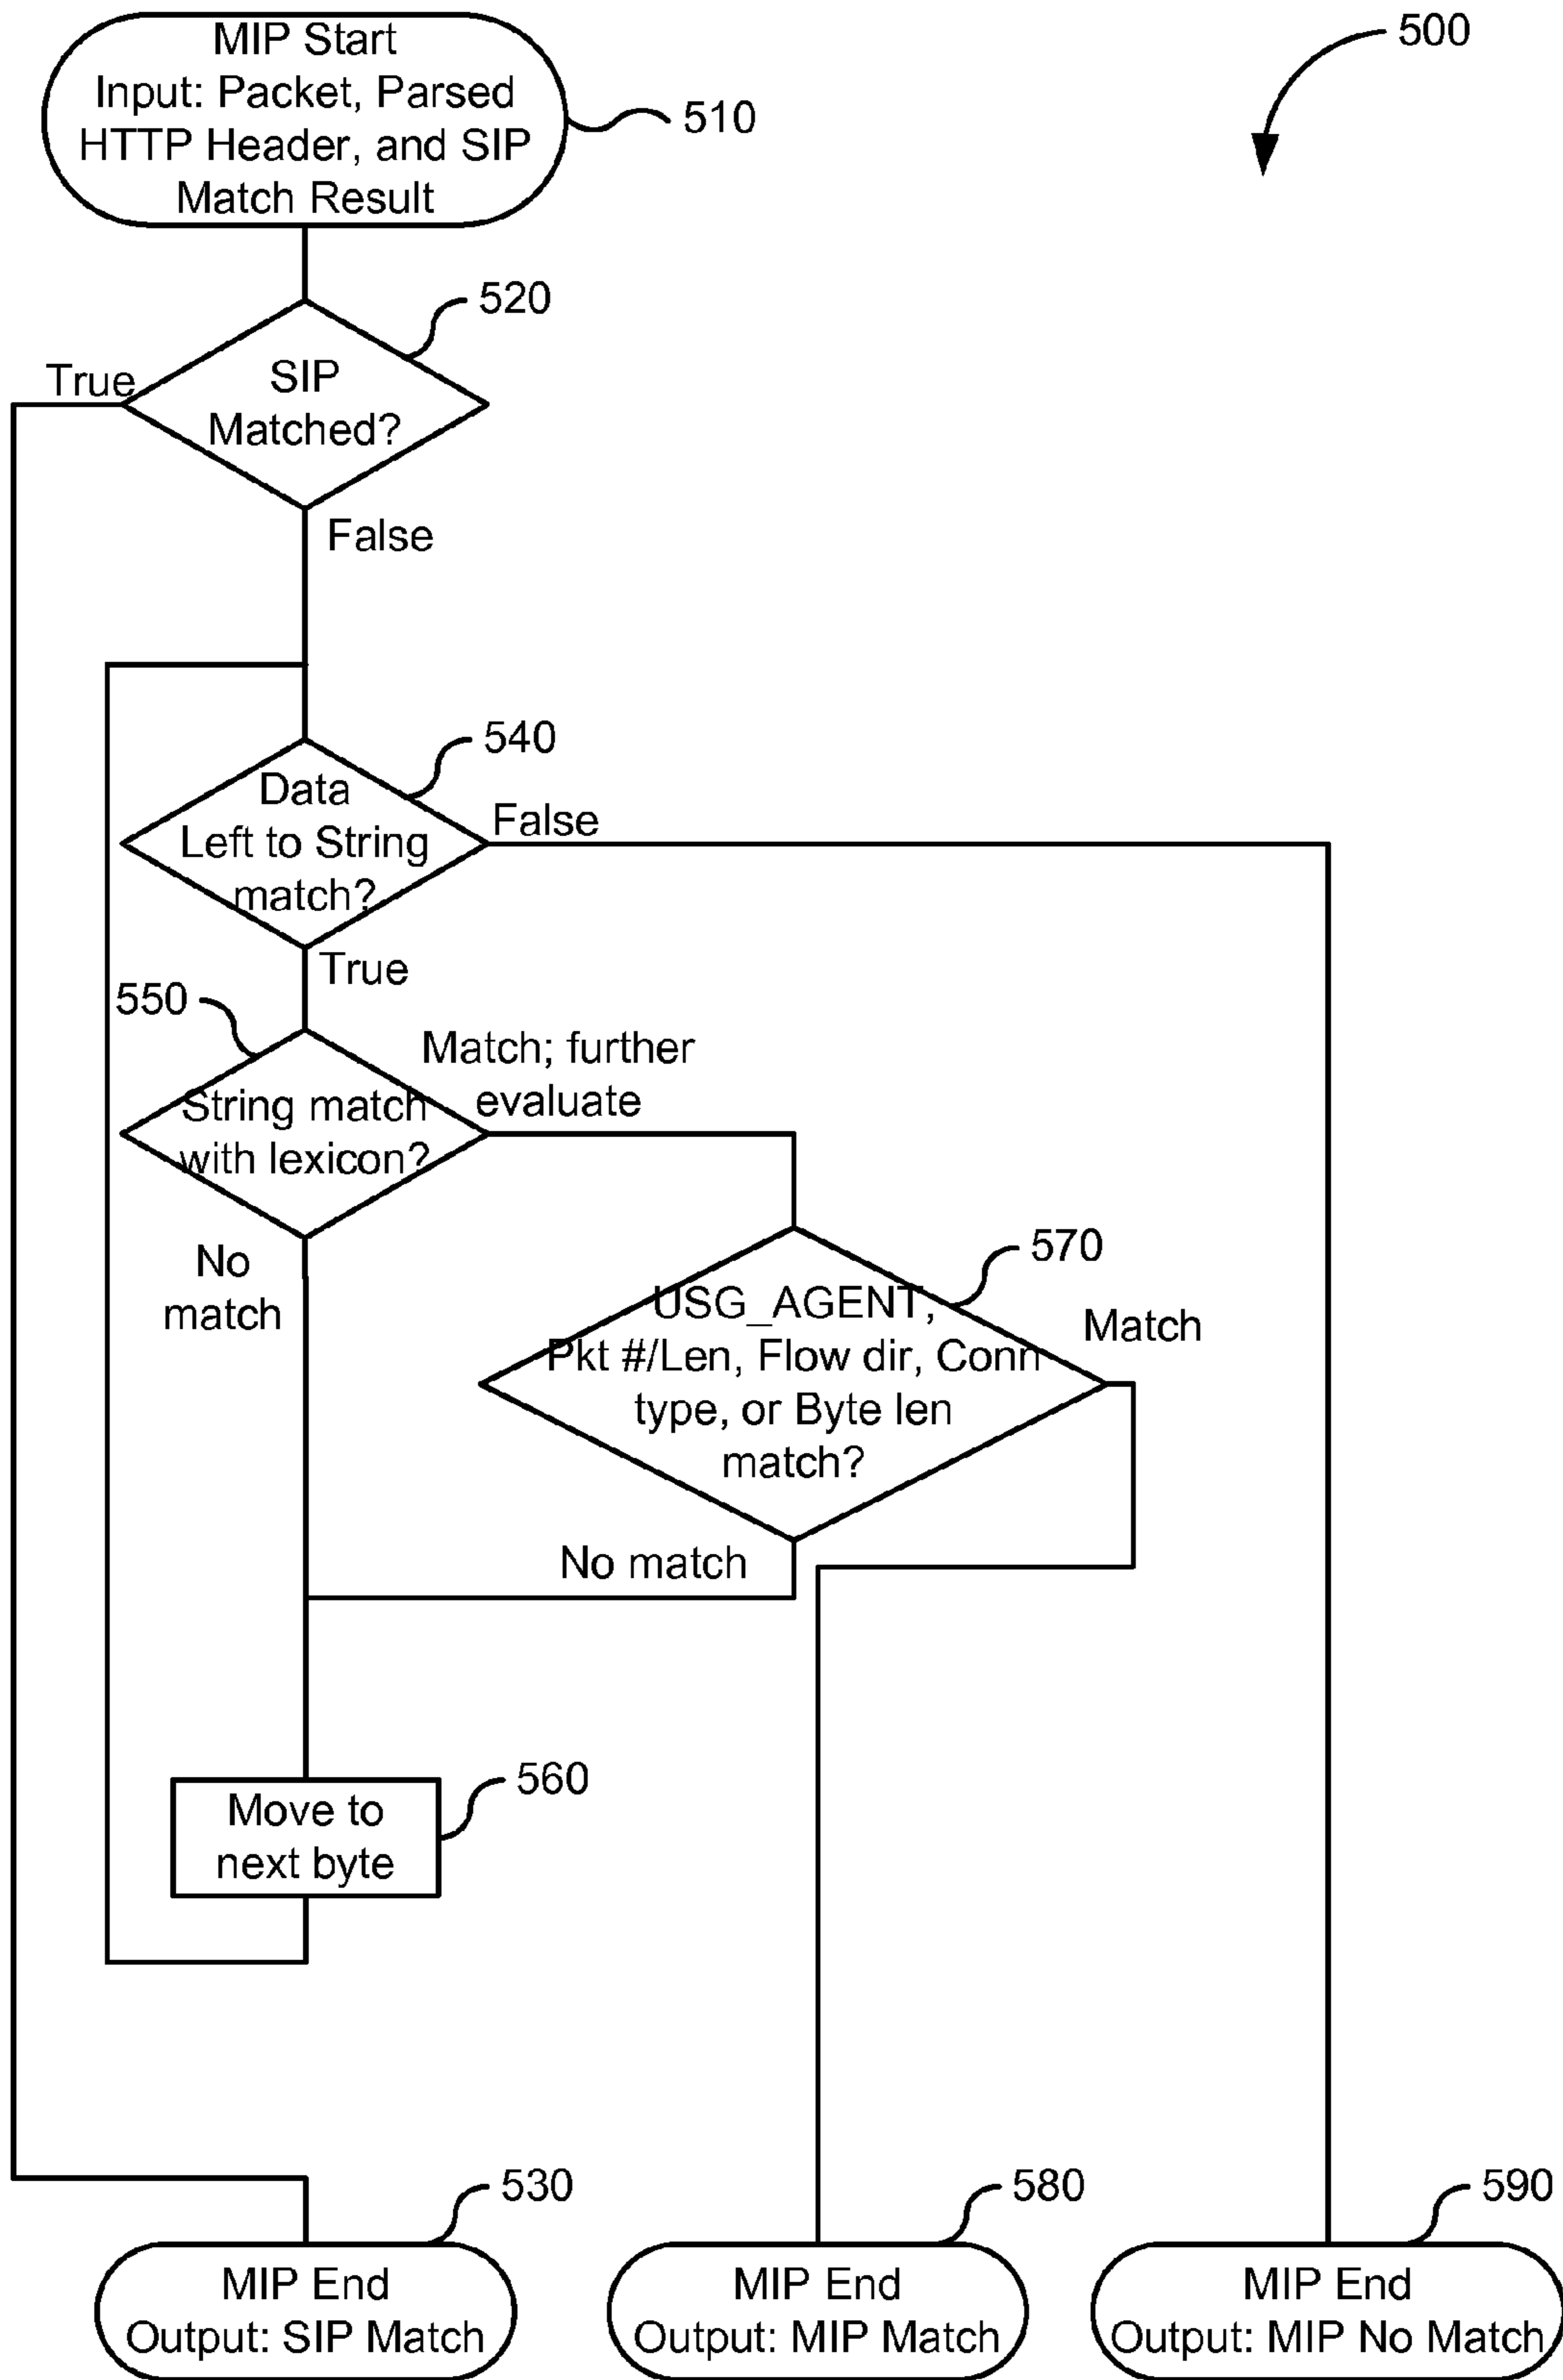 MIP Start
Input: Packet, Parsed
HTTP Header, and SIP
Match Result
510
500
520
True
SIP
Matched?
False
540
Data
Left to String
match?
False
True
550
Match; further
evaluate
String match
with lexicon?
No
match
570
USG_AGENT,
Pkt #/Len, Flow dir, Conn
type, or Byte len
match?
Match
No match
560
Move to
next byte
530
MIP End
Output: SIP Match
580
MIP End
Output: MIP Match
590
MIP End
Output: MIP No Match